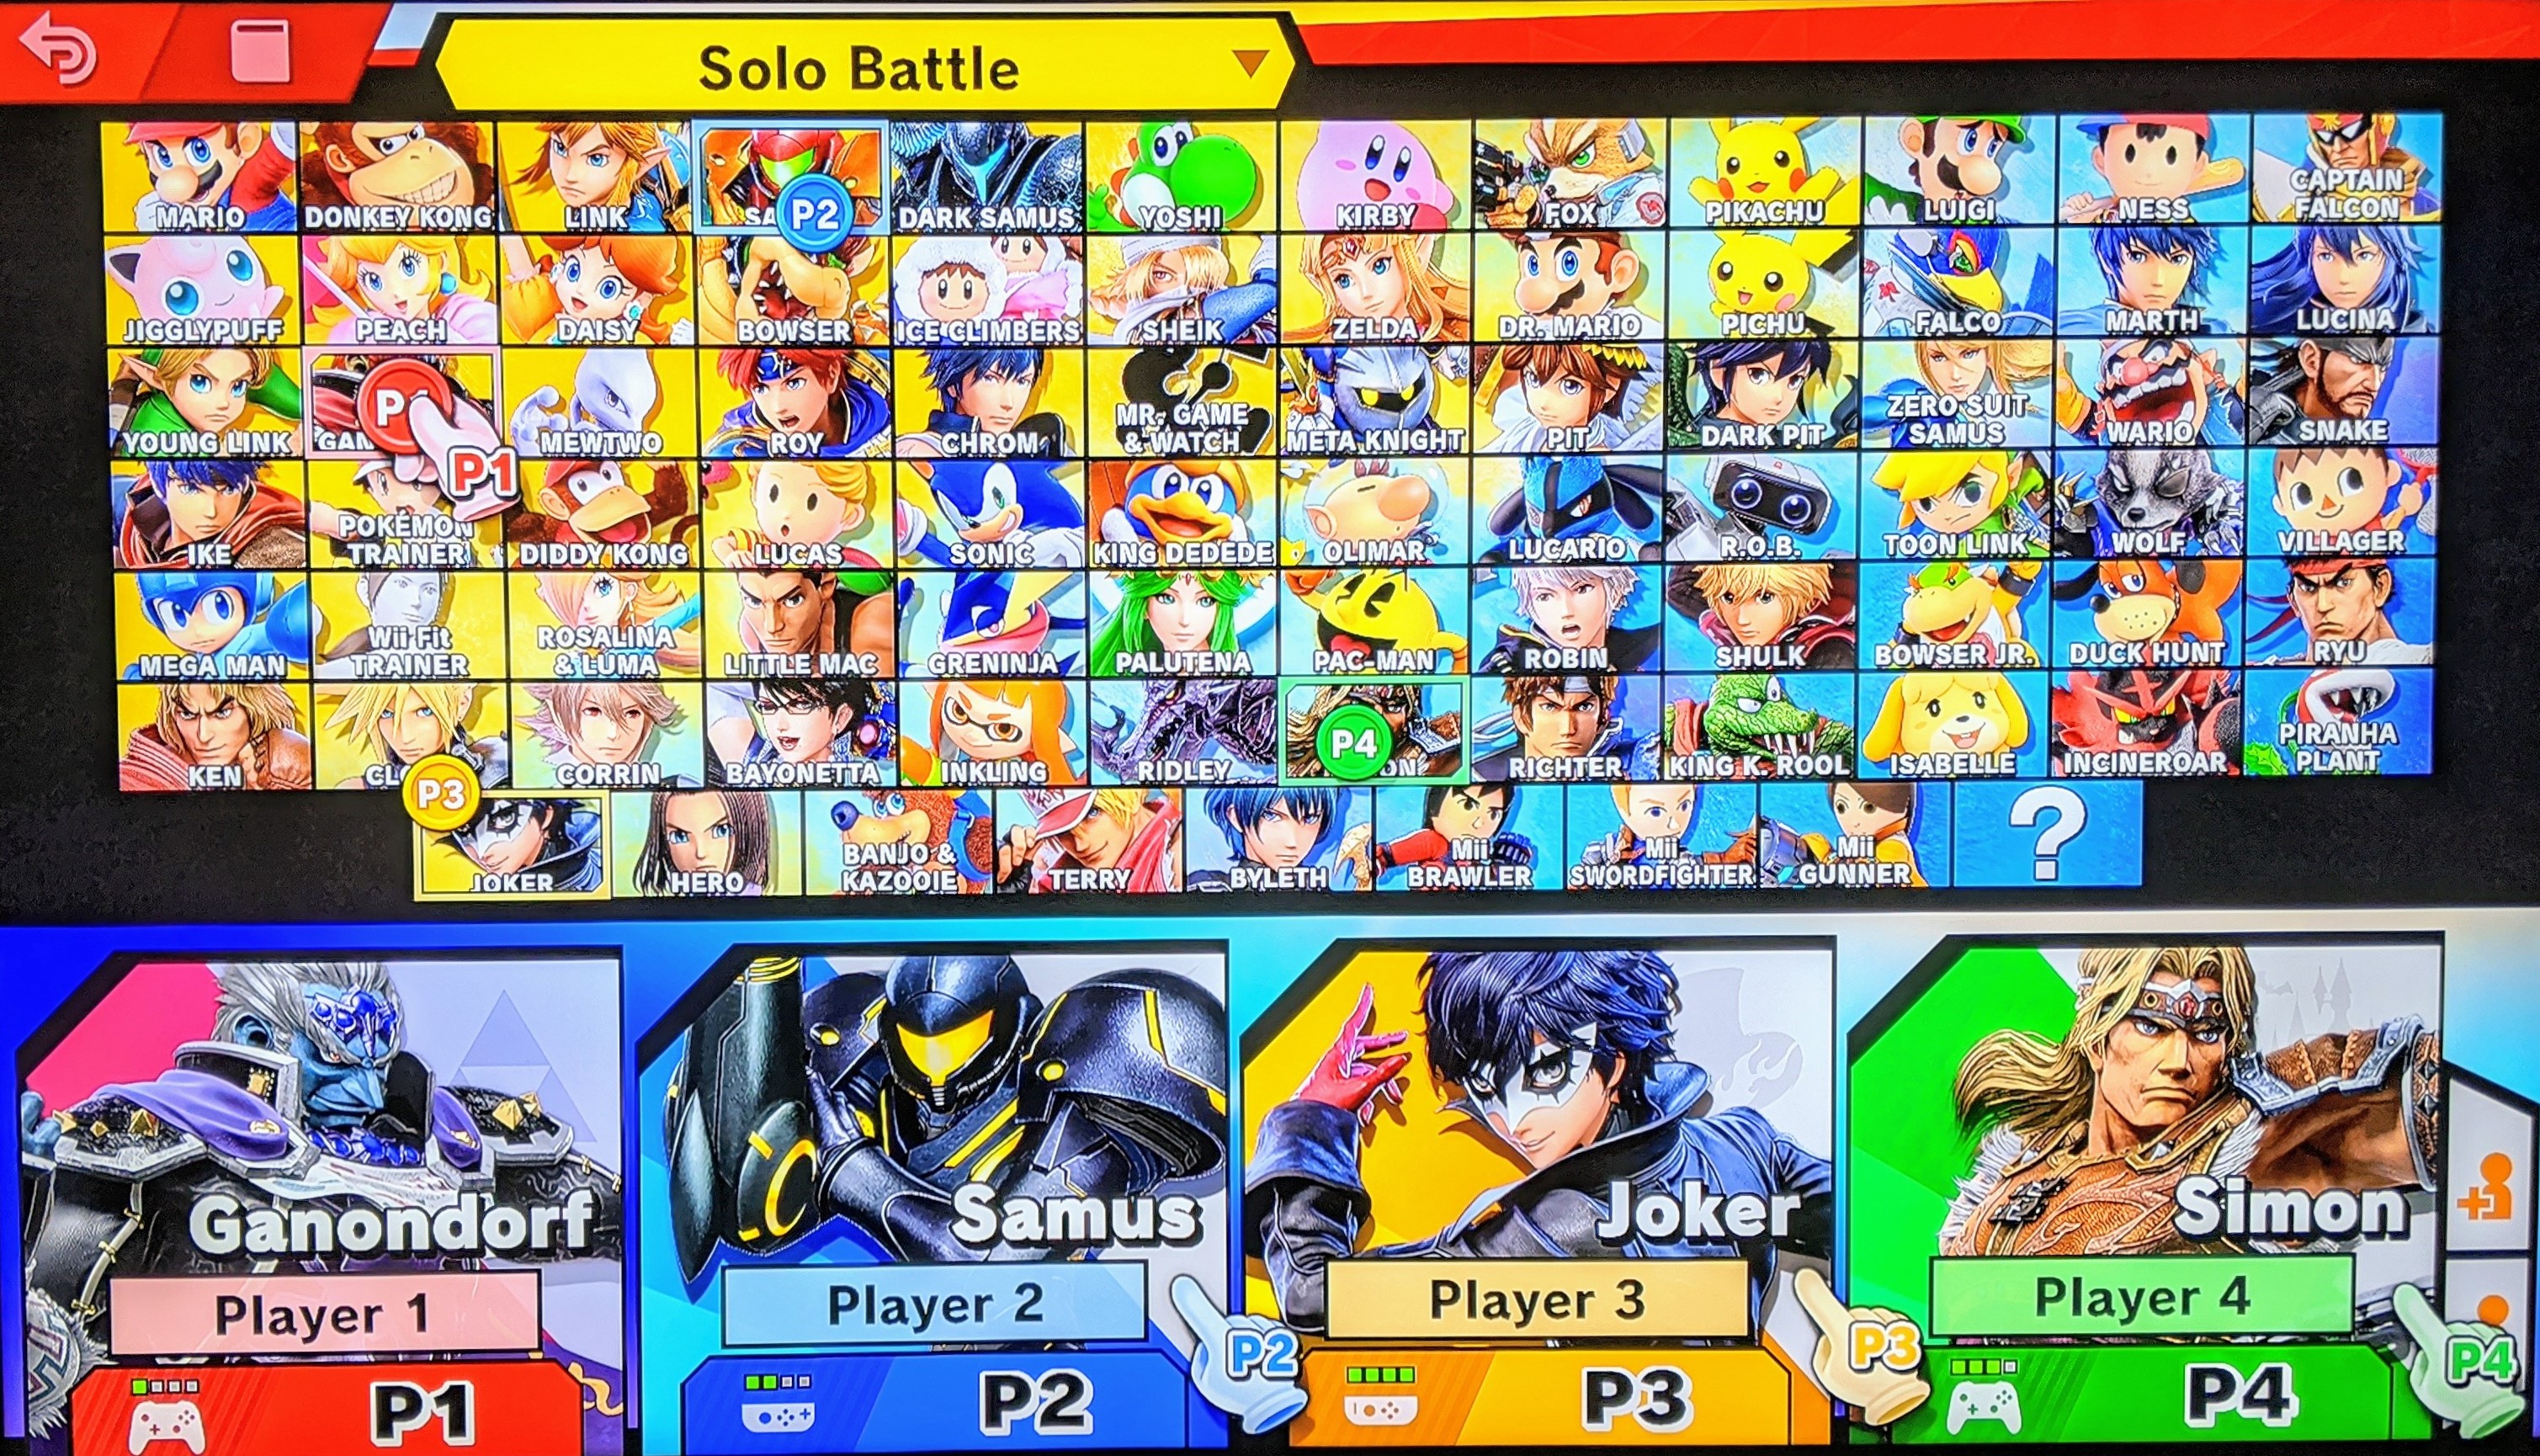 Solo Battle
MARIO
DONKEY KONG
LINK
SA
P2
DARK SAMUS
YOSHI
KIRBY
FOX
PIKACHU
LUIGI
NESS
CAPTAIN
FALCON
JIGGLYPUFF
PEACH
DAISY
BOWSER
ICE CLIMBERS
SHEIK
ZELDA
DR. MARIO
PICHU
FALCO
MARTH
LUCINA
YOUNG LINK
GAN
P1
MEWTWO
ROY
CHROM
MR. GAME
& WATCH
META KNIGHT
PIT
DARK PIT
ZERO SUIT
SAMUS
WARIO
SNAKE
IKE
POKÉMON
TRAINER
DIDDY KONG
LUCAS
SONIC
KING DEDEDE
OLIMAR
LUCARIO
R.O.B.
TOON LINK
WOLF
VILLAGER
MEGA MAN
Wii Fit
TRAINER
ROSALINA
& LUMA
LITTLE MAC
GRENINJA
PALUTENA
PAC-MAN
ROBIN
SHULK
BOWSER JR.
DUCK HUNT
RYU
KEN
CL
P3
CORRIN
BAYONETTA
INKLING
RIDLEY
P4
ON
RICHTER
KING K. ROOL
ISABELLE
INCINEROAR
PIRANHA
PLANT
JOKER
HERO
BANJO &
KAZOOIE
TERRY
BYLETH
Mii
BRAWLER
Mii
SWORDFIGHTER
Mii
GUNNER
?
Ganondorf
Player 1
P1
Samus
Player 2
P2
P2
Joker
Player 3
P3
P3
Simon
Player 4
P4
P4